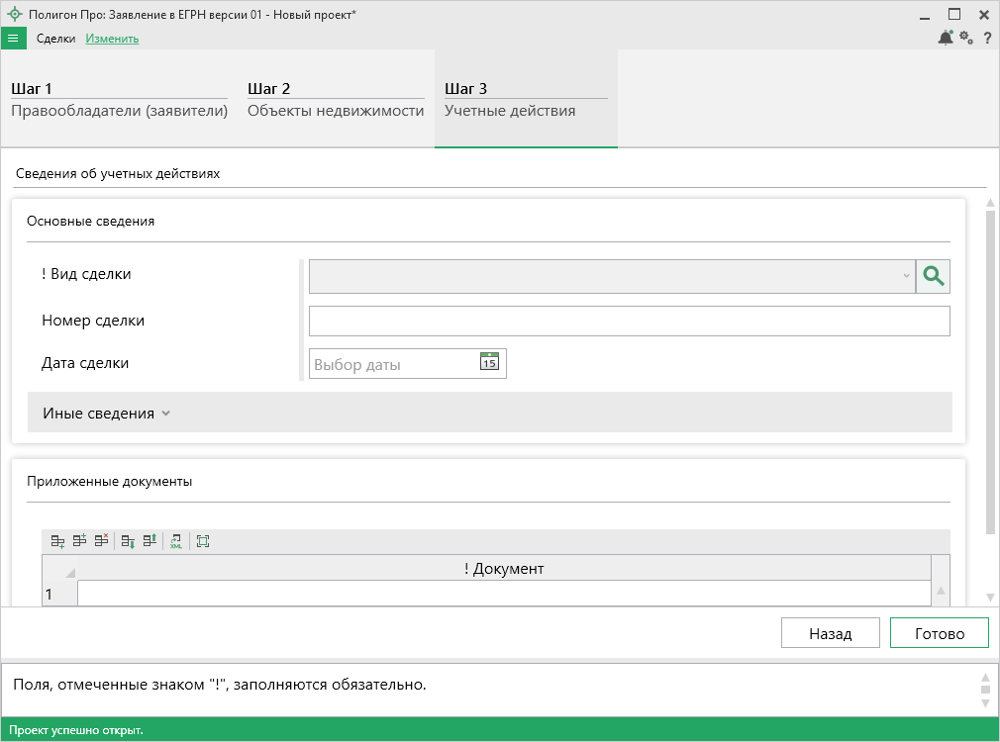 Полигон Про: Заявление в ЕГРН версии 01 - Новый проект*
Сделки Изменить
?
Шаг 1
Правообладатели (заявители)
Шаг 2
Объекты недвижимости
Шаг 3
Учетные действия
Сведения об учетных действиях
Основные сведения
! Вид сделки
Номер сделки
Дата сделки
Выбор даты
15
Иные сведения
Приложенные документы
XML
! Документ
1
Назад
Готово
Поля, отмеченные знаком "!", заполняются обязательно.
Проект успешно открыт.